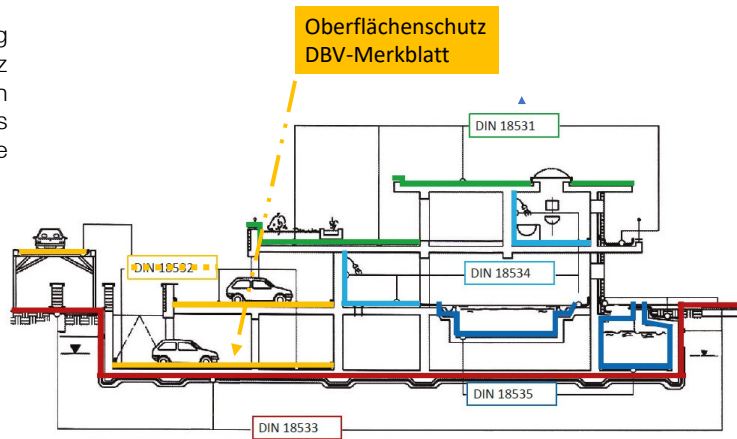 g
z
n
s
e
Oberflächenschutz
DBV-Merkblatt
DIN 18531
DIN 18532
DIN 18534
DIN 18535
DIN 18533